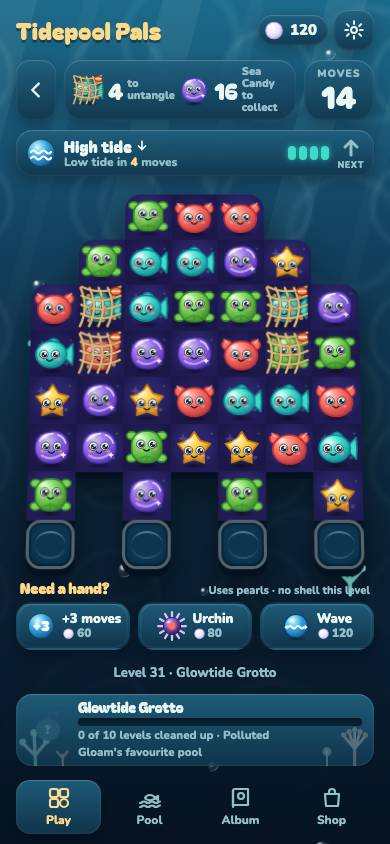 Tidepool Pals
120
4 to untangle
16 Sea Candy to collect
MOVES
14
High tide ↓
Low tide in 4 moves
NEXT
Need a hand?
Uses pearls · no shell this level
+3
+3 moves
60
Urchin
80
Wave
120
Level 31 · Glowtide Grotto
Glowtide Grotto
0 of 10 levels cleaned up · Polluted
Gloam's favourite pool
Play
Pool
Album
Shop